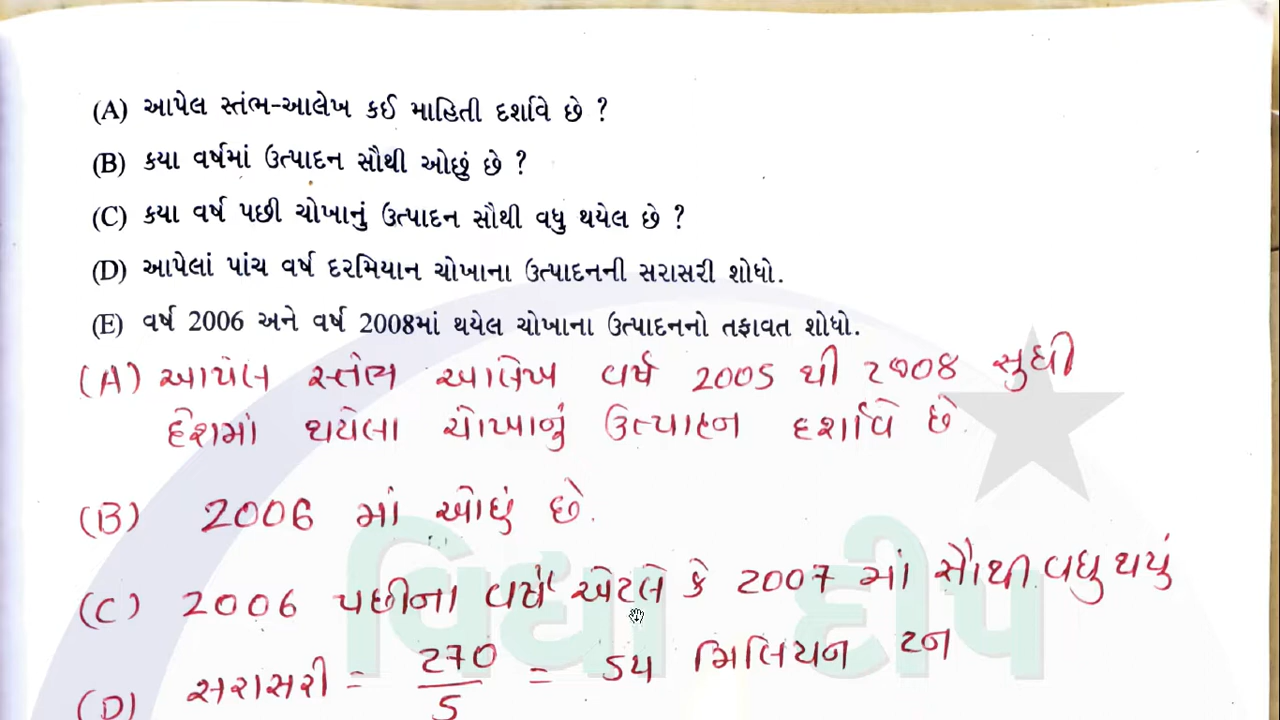 (A) આપેલ સ્તંભ-આલેખ કઈ માહિતી દર્શાવે છે ?
(B) કયા વર્ષમાં ઉત્પાદન સૌથી ઓછું છે ?
(C) કયા વર્ષ પછી ચોખાનું ઉત્પાદન સૌથી વધુ થયેલ છે ?
(D) આપેલાં પાંચ વર્ષ દરમિયાન ચોખાના ઉત્પાદનની સરાસરી શોધો.
(E) વર્ષ 2006 અને વર્ષ 2008માં થયેલ ચોખાના ઉત્પાદનનો તફાવત શોધો.
(A) આપેલ સ્તંભ આલેખ વર્ષ 2005 થી સુધી
દેશમાં થયેલા ચોખાનું ઉત્પાદન દર્શાવે છે.
(B) 2006 માં ઓછું છે.
(C) 2006 પછીના વર્ષે એટલે કે 2007 માં સૌથી વધુ થયું
(D) સરાસરી = 270 / 5 = 54 મિલિયન ટન
વિદ્યા દીપ